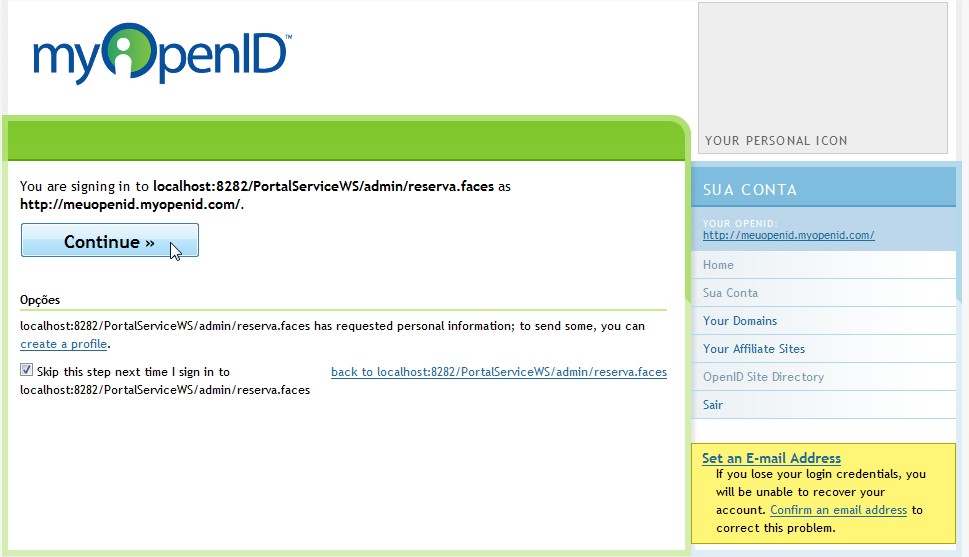 myOpenID™
YOUR PERSONAL ICON
You are signing in to localhost:8282/PortalServiceWS/admin/reserva.faces as
http://meuopenid.myopenid.com/.
Continue »
Opções
localhost:8282/PortalServiceWS/admin/reserva.faces has requested personal information; to send some, you can
create a profile.
Skip this step next time I sign in to
localhost:8282/PortalServiceWS/admin/reserva.faces
back to localhost:8282/PortalServiceWS/admin/reserva.faces
SUA CONTA
YOUR OPENID:
http://meuopenid.myopenid.com/
Home
Sua Conta
Your Domains
Your Affiliate Sites
OpenID Site Directory
Sair
Set an E-mail Address
If you lose your login credentials, you
will be unable to recover your
account. Confirm an email address to
correct this problem.